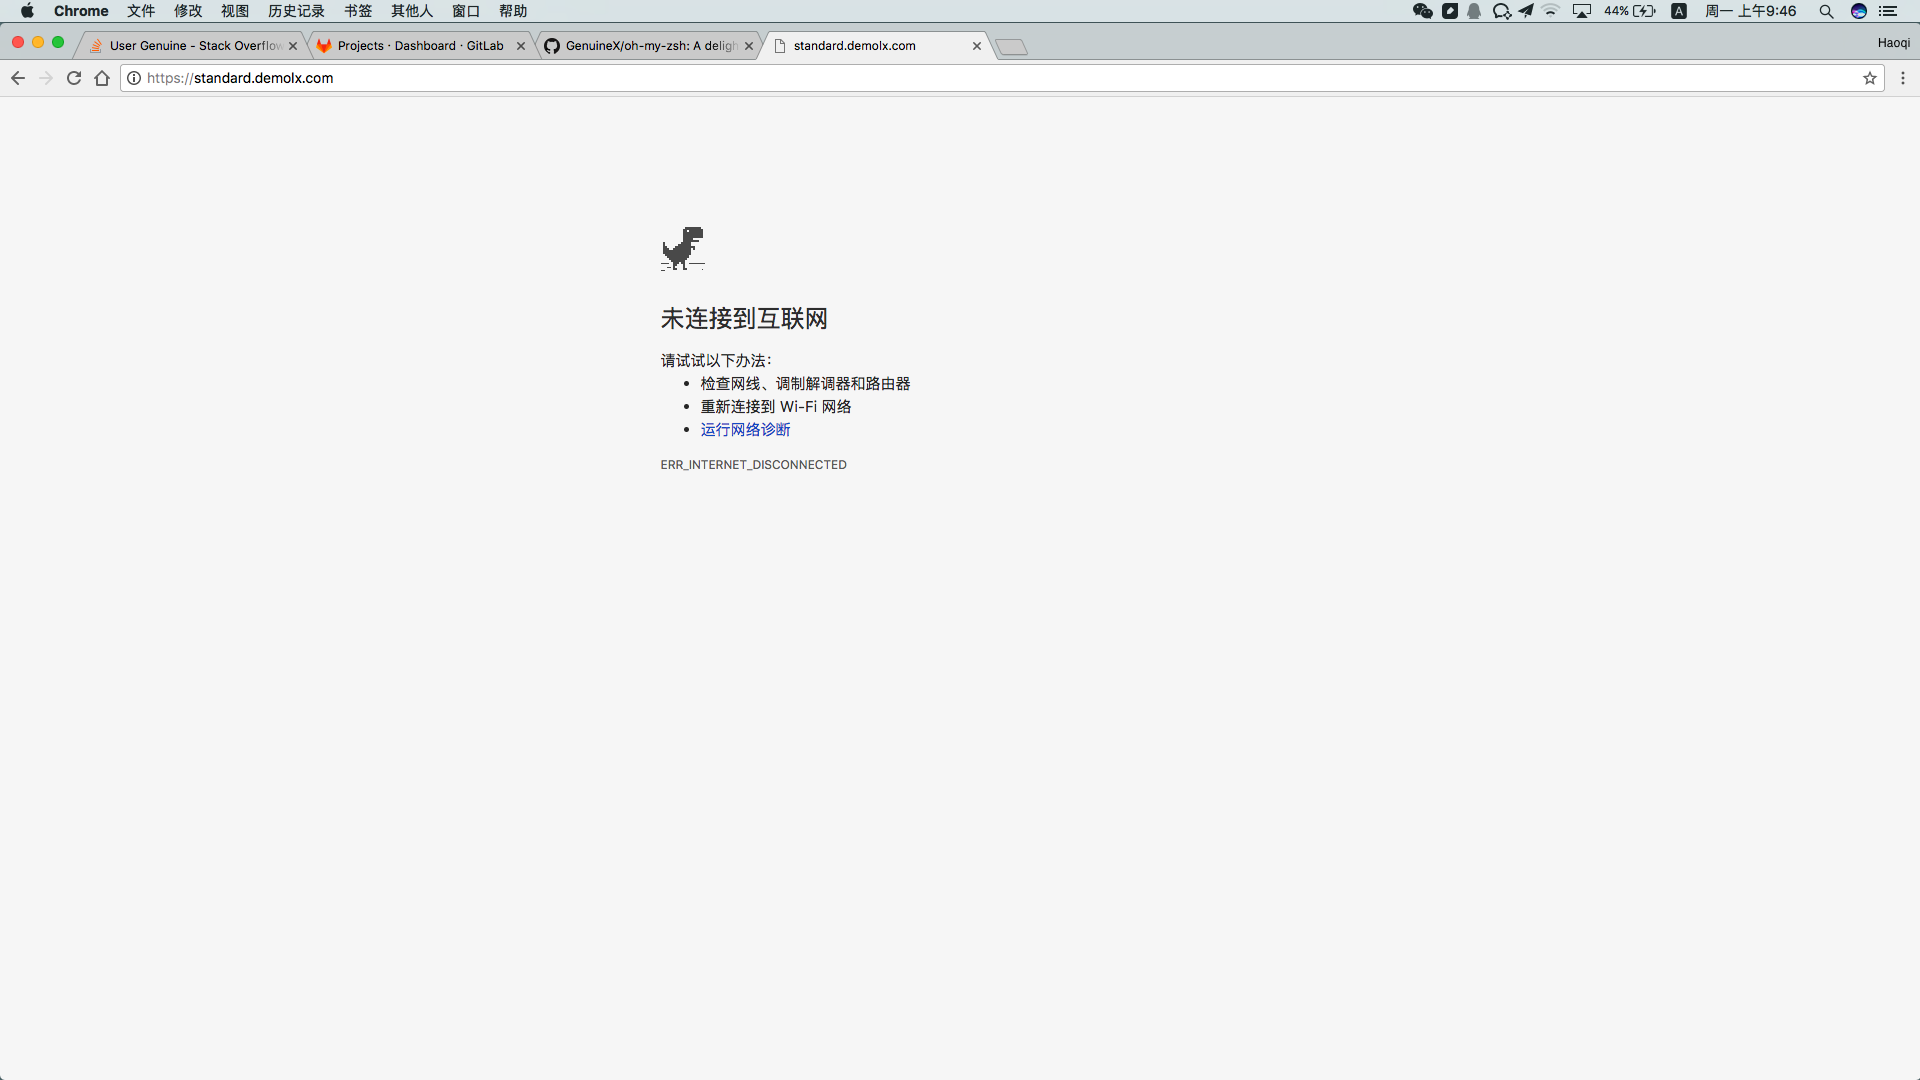 Chrome 文件 修改 视图 历史记录 书签 其他人 窗口 帮助 44% A 周一 上午9:46
User Genuine - Stack Overflow Projects · Dashboard · GitLab GenuineX/oh-my-zsh: A deligh standard.demolx.com Haoqi
https://standard.demolx.com
未连接到互联网
请试试以下办法：
• 检查网线、调制解调器和路由器
• 重新连接到 Wi-Fi 网络
• 运行网络诊断
ERR_INTERNET_DISCONNECTED